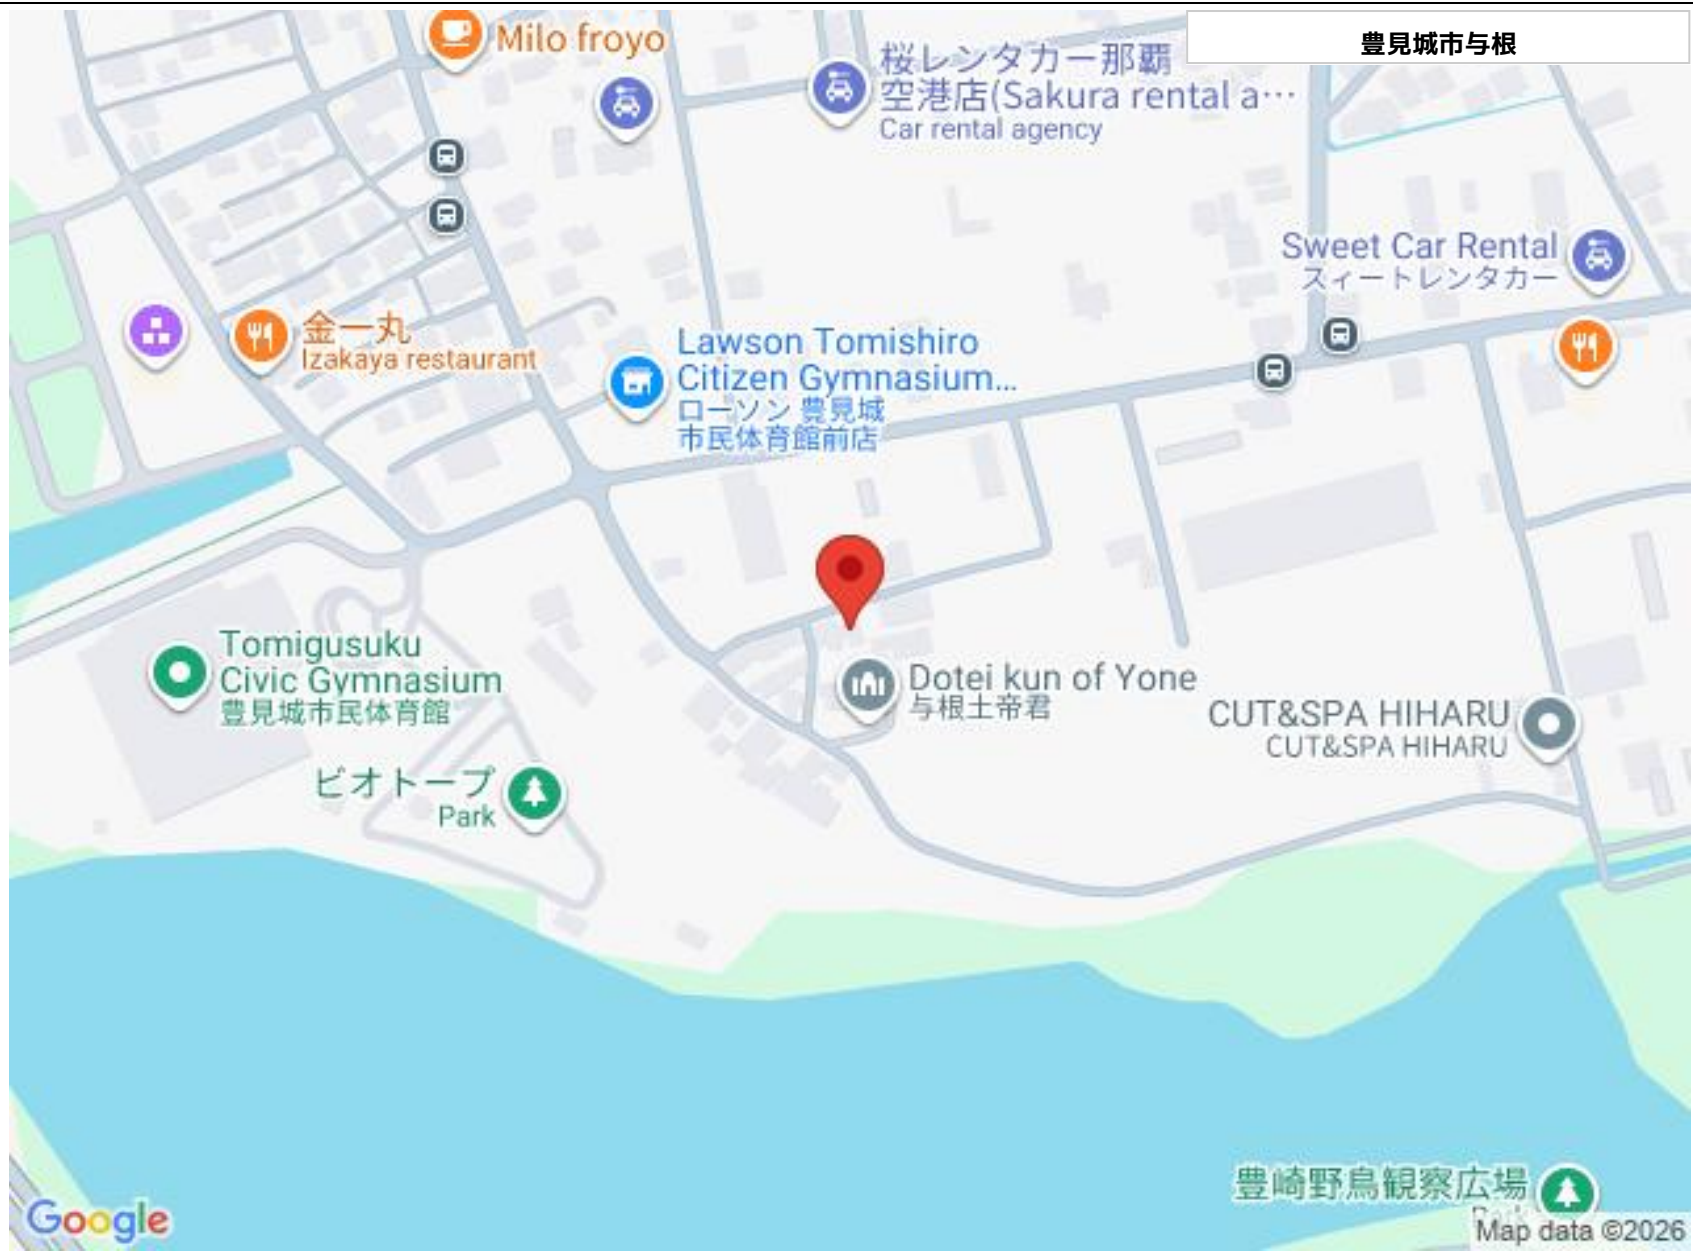 豊見城市与根
Milo froyo
桜レンタカー那覇
空港店(Sakura rental a…
Car rental agency
Sweet Car Rental
スィートレンタカー
金一丸
Izakaya restaurant
Lawson Tomishiro
Citizen Gymnasium...
ローソン 豊見城
市民体育館前店
Tomigusuku
Civic Gymnasium
豊見城市民体育館
Dotei kun of Yone
与根土帝君
CUT&SPA HIHARU
CUT&SPA HIHARU
ビオトープ
Park
豊崎野鳥観察広場
Park
Google
Map data ©2026